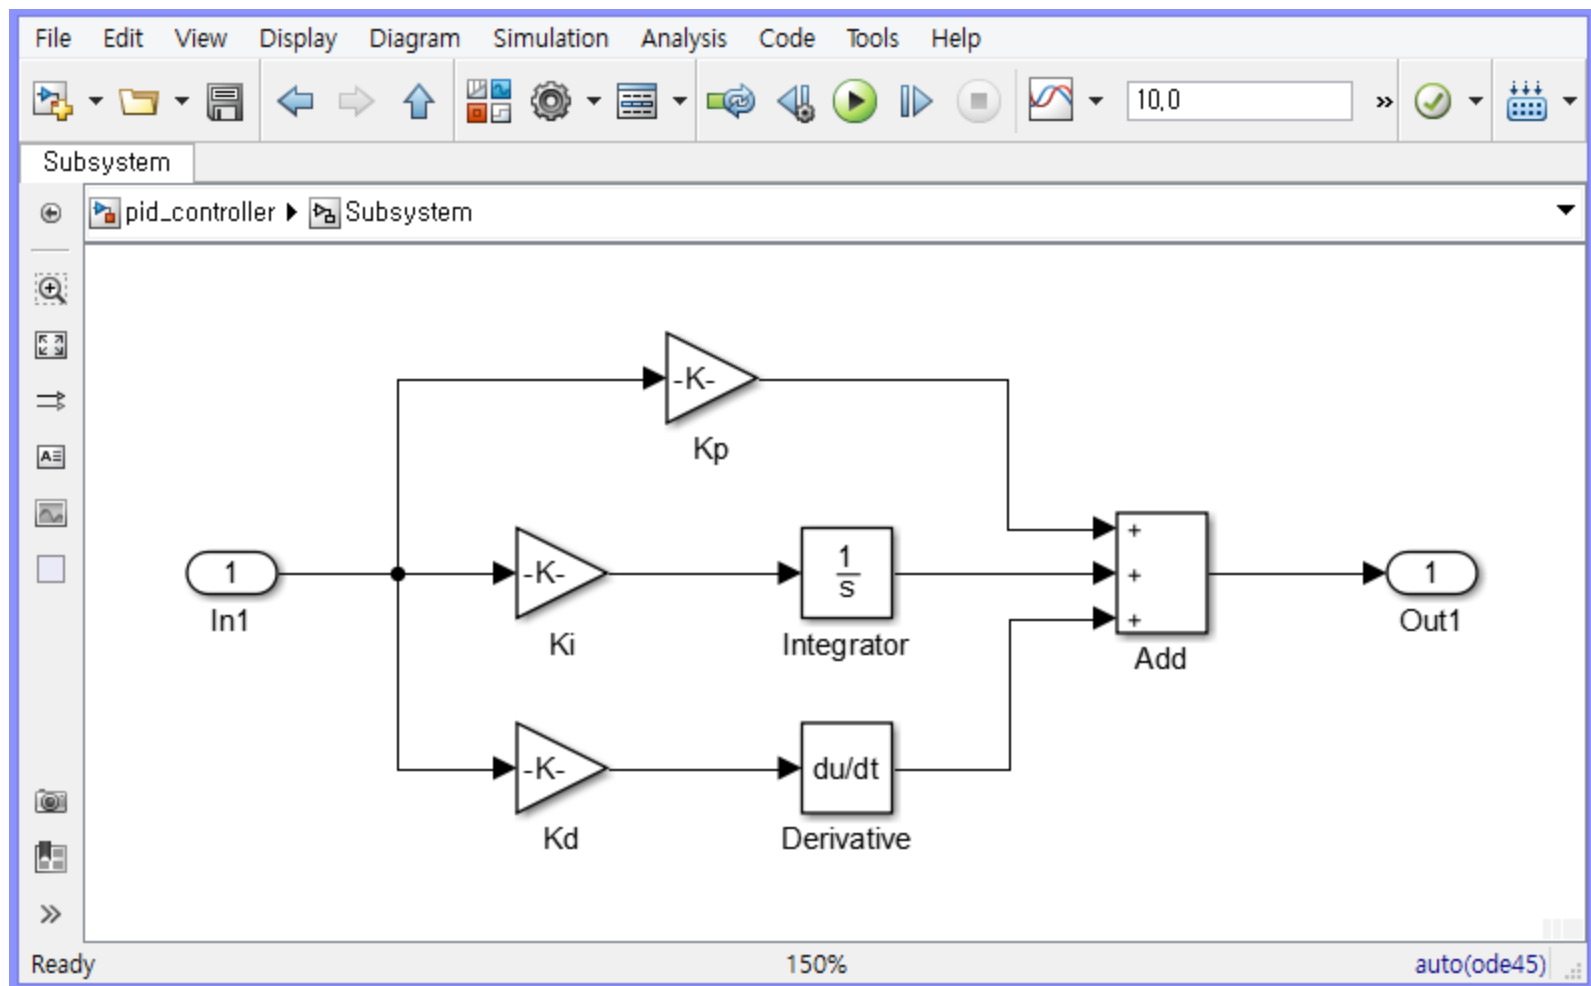 File Edit View Display Diagram Simulation Analysis Code Tools Help
10,0 »
Subsystem
pid_controller Subsystem
-K-
Kp
1 -K- 1/s + + + 1
In1 Ki Integrator Add Out1
-K- du/dt
Kd Derivative
Ready 150% auto(ode45)